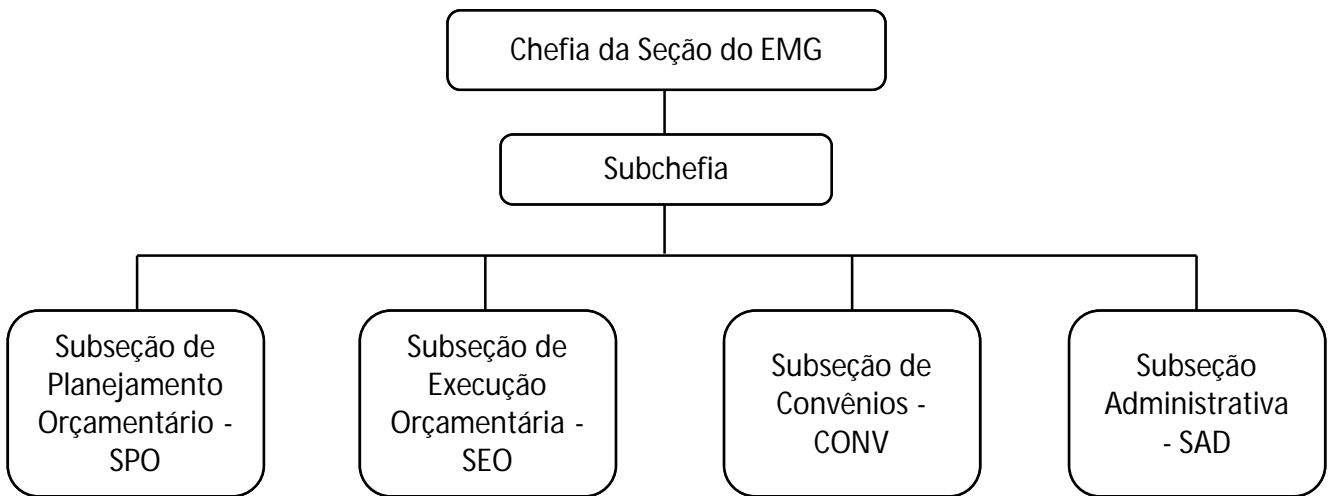 Chefia da Seção do EMG
Subchefia
Subseção de
Planejamento
Orçamentário -
SPO
Subseção de
Execução
Orçamentária -
SEO
Subseção de
Convênios -
CONV
Subseção
Administrativa
- SAD